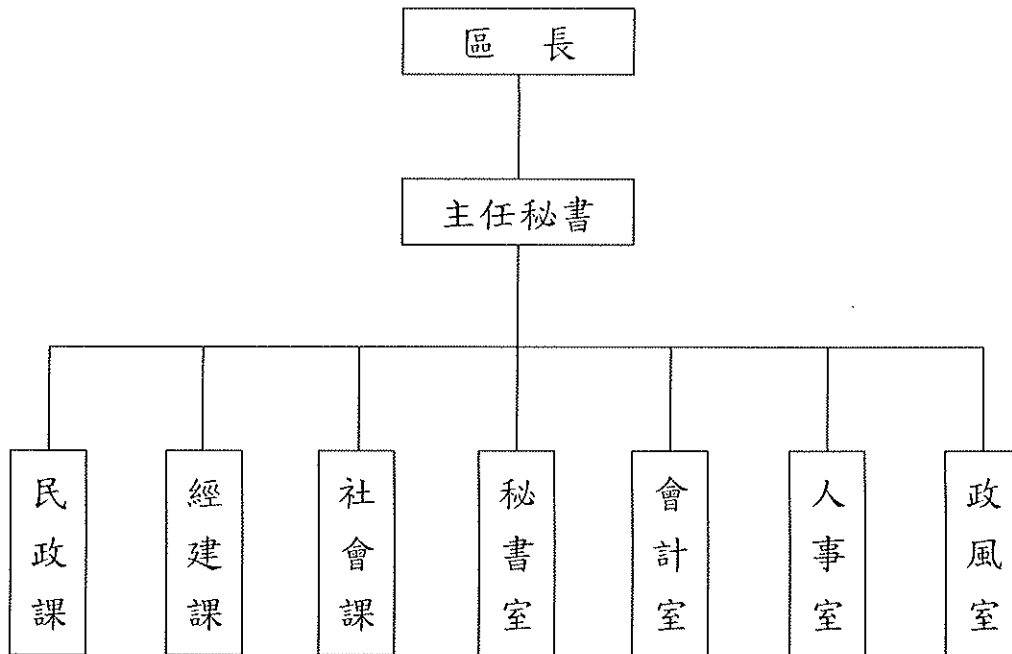 區 長
主任秘書
民政課
經建課
社會課
秘書室
會計室
人事室
政風室